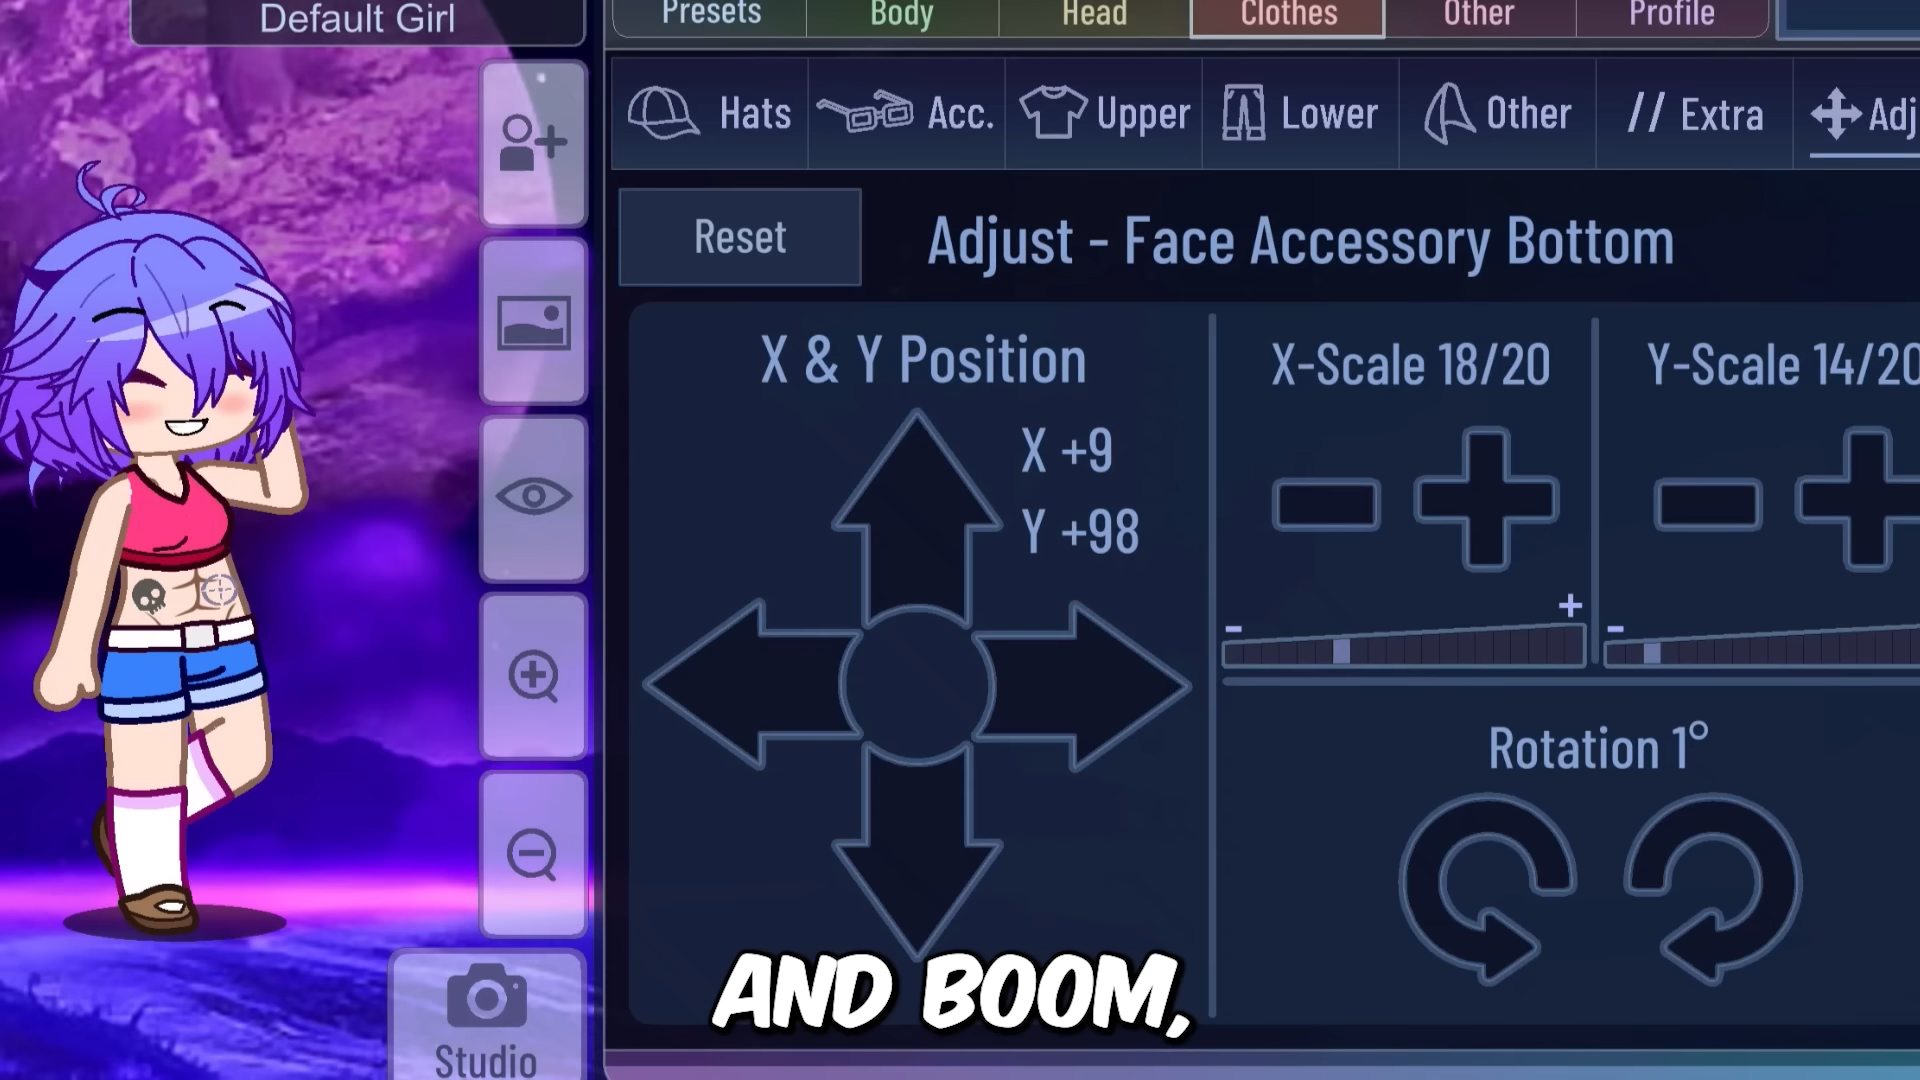 Default Girl
Presets
Body
Head
Clothes
Other
Profile
Hats
Acc.
Upper
Lower
Other
Extra
Adj
Reset
Adjust - Face Accessory Bottom
X & Y Position
X +9
Y +98
X-Scale 18/20
- +
Y-Scale 14/20
-
Rotation 1°
AND BOOM,
Studio